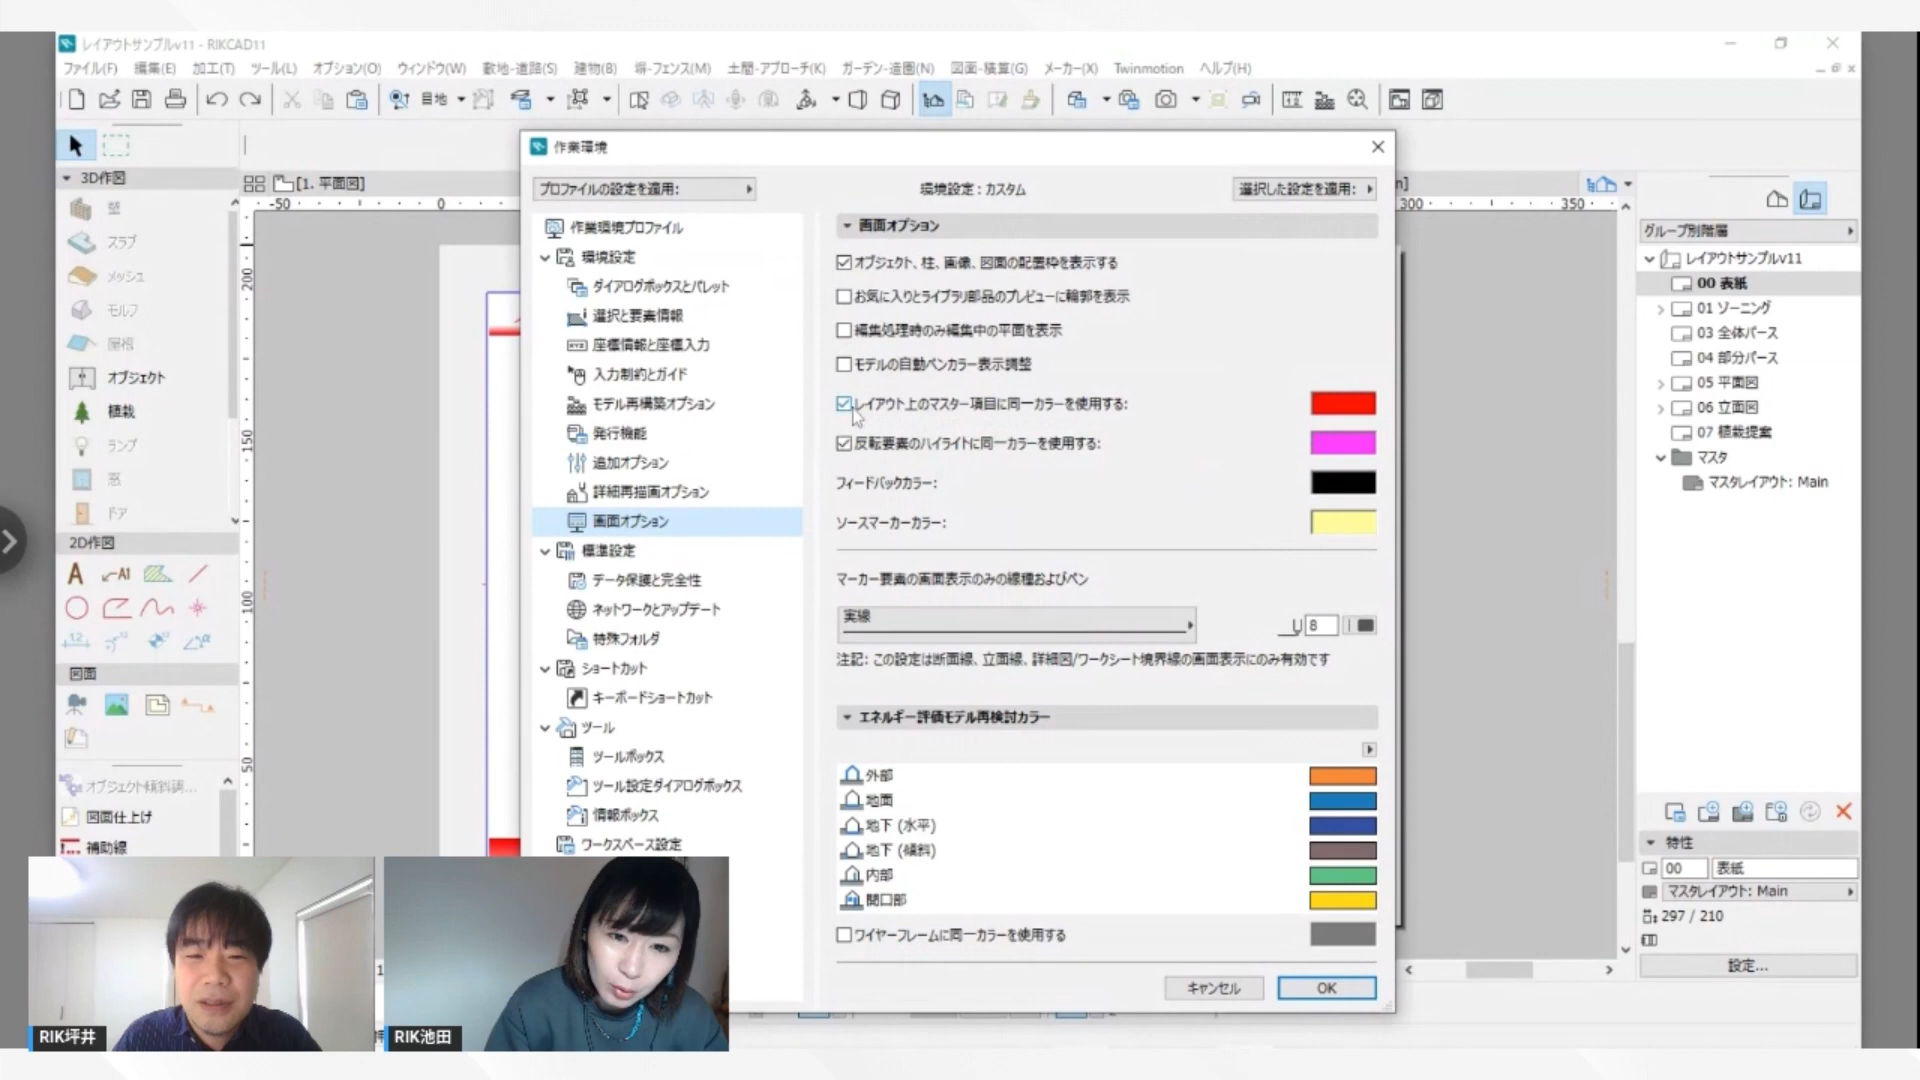 レイアウトサンプルv11 - RIKCAD11
ファイル(F) 編集(E) 加工(T) ツール(L) オプション(O) ウィンドウ(W) 敷地-道路(S) 建物(B) 塀-フェンス(M) 土間-アプローチ(K) ガーデン-造園(N) 図面-積算(G) メーカー(X) Twinmotion ヘルプ(H)
目地
3D作図
壁
スラブ
メッシュ
モルフ
屋根
オブジェクト
植栽
ランプ
窓
ドア
2D作図
図面
オブジェクト傾斜調...
図面仕上げ
補助線
[1. 平面図]
-50 0 300 350
200
150
100
50
作業環境
プロファイルの設定を適用:
環境設定 : カスタム
選択した設定を適用:
作業環境プロファイル
環境設定
ダイアログボックスとパレット
選択と要素情報
座標情報と座標入力
入力制約とガイド
モデル再構築オプション
発行機能
追加オプション
詳細再描画オプション
画面オプション
標準設定
データ保護と完全性
ネットワークとアップデート
特殊フォルダ
ショートカット
キーボードショートカット
ツール
ツールボックス
ツール設定ダイアログボックス
情報ボックス
ワークスペース設定
画面オプション
オブジェクト、柱、画像、図面の配置枠を表示する
お気に入りとライブラリ部品のプレビューに輪郭を表示
編集処理時のみ編集中の平面を表示
モデルの自動ペンカラー表示調整
レイアウト上のマスター項目に同一カラーを使用する:
反転要素のハイライトに同一カラーを使用する:
フィードバックカラー:
ソースマーカーカラー:
マーカー要素の画面表示のみの線種およびペン
実線
8
注記: この設定は断面線、立面線、詳細図/ワークシート境界線の画面表示にのみ有効です
エネルギー評価モデル再検討カラー
外部
地面
地下 (水平)
地下 (傾斜)
内部
開口部
ワイヤーフレームに同一カラーを使用する
キャンセル
OK
グループ別階層
レイアウトサンプルv11
00 表紙
01 ゾーニング
03 全体パース
04 部分パース
05 平面図
06 立面図
07 植栽提案
マスタ
マスタレイアウト: Main
特性
00 表紙
マスタレイアウト: Main
297 / 210
設定...
RIK坪井
RIK池田